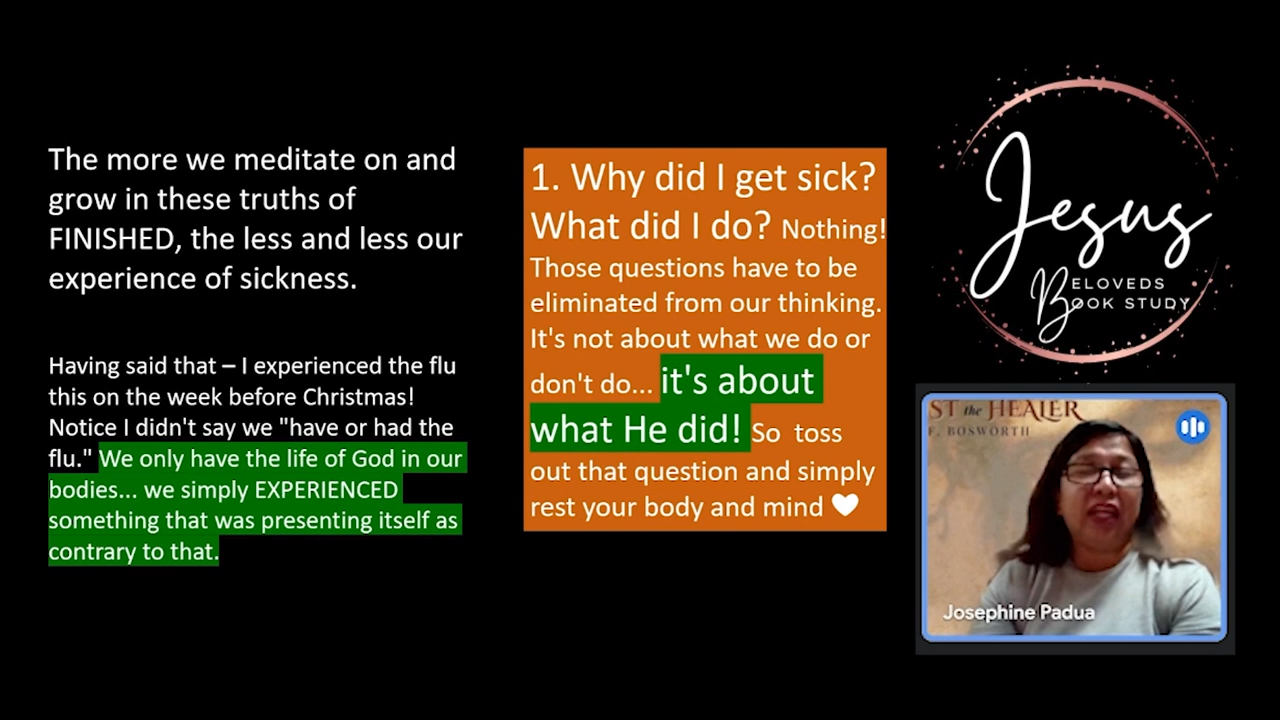 The more we meditate on and
grow in these truths of
FINISHED, the less and less our
experience of sickness.
Having said that – I experienced the flu
this on the week before Christmas!
Notice I didn't say we "have or had the
flu." We only have the life of God in our
bodies... we simply EXPERIENCED
something that was presenting itself as
contrary to that.
1. Why did I get sick?
What did I do? Nothing!
Those questions have to be
eliminated from our thinking.
It's not about what we do or
don't do... it's about
what He did! So toss
out that question and simply
rest your body and mind ♥
Jesus
BELOVEDS
BOOK STUDY
ST the HEALER
F. BOSWORTH
Josephine Padua